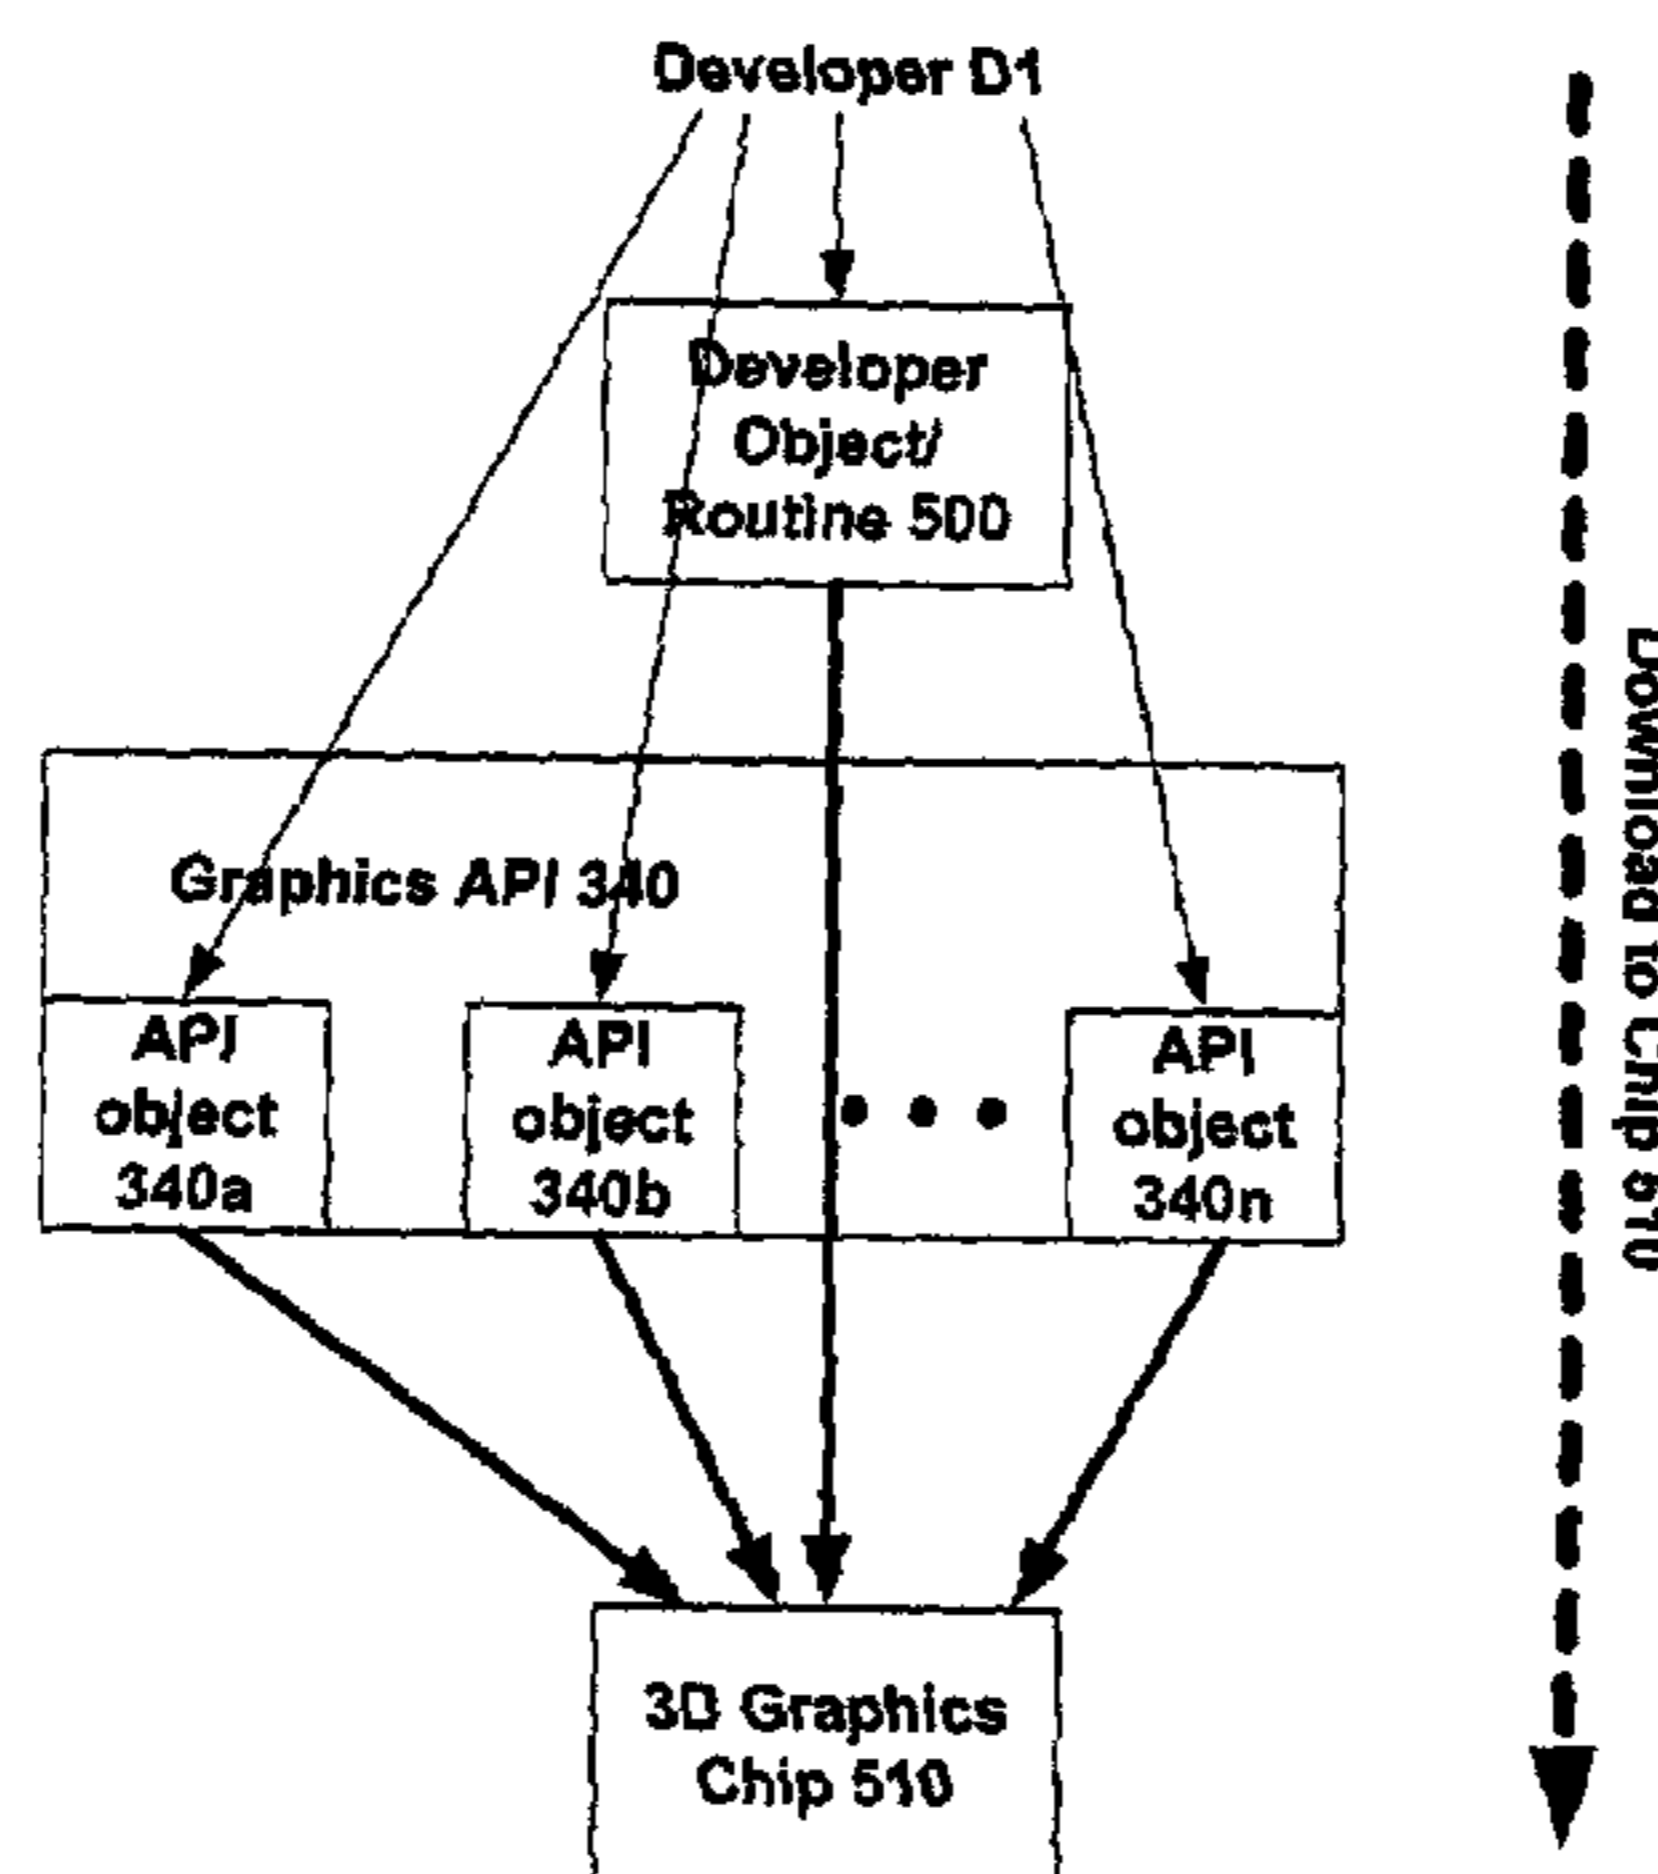 Developer D1
Developer
Object/
Routine 500
Graphics API 340
API
object
340a
API
object
340b
API
object
340n
Download to Chip 510
3D Graphics
Chip 510